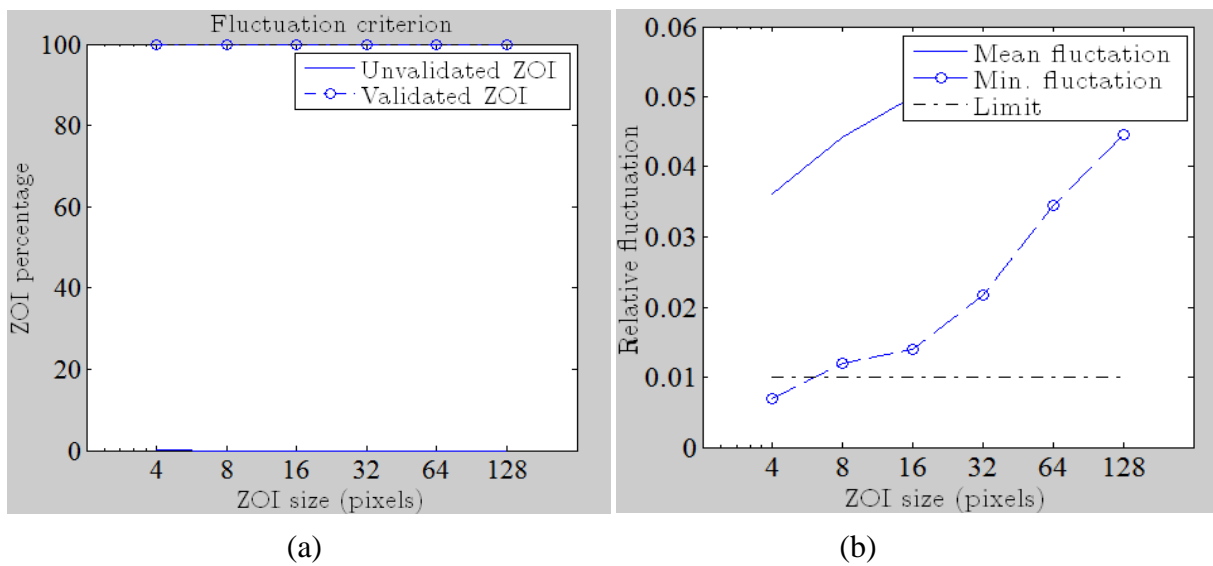 Fluctuation criterion
100
80
60
40
20
0
ZOI percentage
Unvalidated ZOI
Validated ZOI
4 8 16 32 64 128
ZOI size (pixels)
(a)
0.06
0.05
0.04
0.03
0.02
0.01
0
Relative fluctuation
Mean fluctation
Min. fluctation
Limit
4 8 16 32 64 128
ZOI size (pixels)
(b)